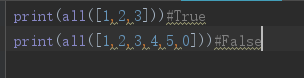 print(all([1,2,3]))#True
print(all([1,2,3,4,5,0]))#False